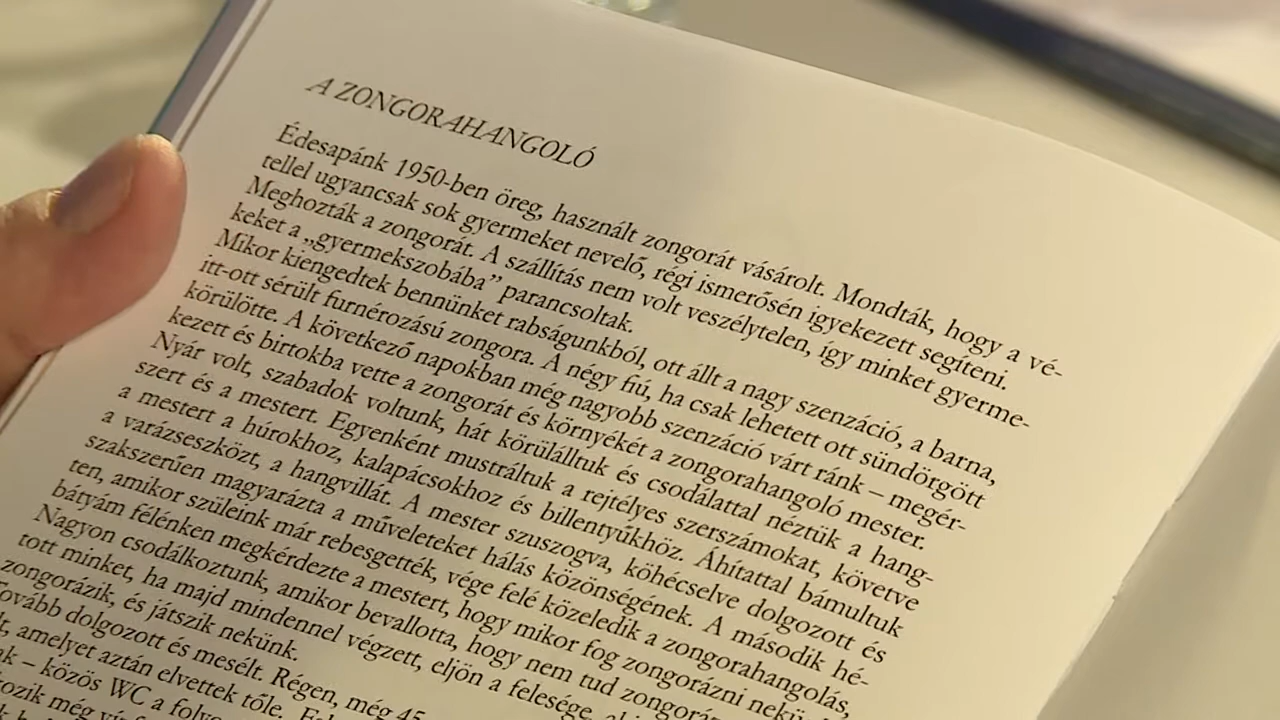 A ZONGORAHANGOLÓ
Édesapánk 1950-ben öreg, használt zongorát vásárolt. Mondták, hogy a vé-
tellel ugyancsak sok gyermeket nevelő, régi ismerősén igyekezett segíteni.
Meghozták a zongorát. A szállítás nem volt veszélytelen, így minket gyerme-
keket a „gyermekszobába” parancsoltak.
Mikor kiengedtek bennünket rabságunkból, ott állt a nagy szenzáció, a barna,
itt-ott sérült furnérozású zongora. A négy fiú, ha csak lehetett ott sündörgött
körülötte. A következő napokban még nagyobb szenzáció várt ránk – megér-
kezett és birtokba vette a zongorát és környékét a zongorahangoló mester.
Nyár volt, szabadok voltunk, hát körülálltuk és csodálattal néztük a hang-
szert és a mestert. Egyenként mustráltuk a rejtélyes szerszámokat, követve
a mestert a húrokhoz, kalapácsokhoz és billentyűkhöz. Áhítattal bámultuk
a varázseszközt, a hangvillát. A mester szuszogva, köhécselve dolgozott és
szakszerűen magyarázta a műveleteket hálás közönségének. A második hé-
ten, amikor szüleink már rebesgették, vége felé közeledik a zongorahangolás,
bátyám félénken megkérdezte a mestert, hogy mikor fog zongorázni
Nagyon csodálkoztunk, amikor bevallotta, hogy nem tud
tott minket, ha majd mindennel végzett, eljön a felesége,
zongorázik, és játszik nekünk.
Tovább dolgozott és mesélt. Régen, még 45
amelyet aztán elvettek tőle.
– közös WC a
még